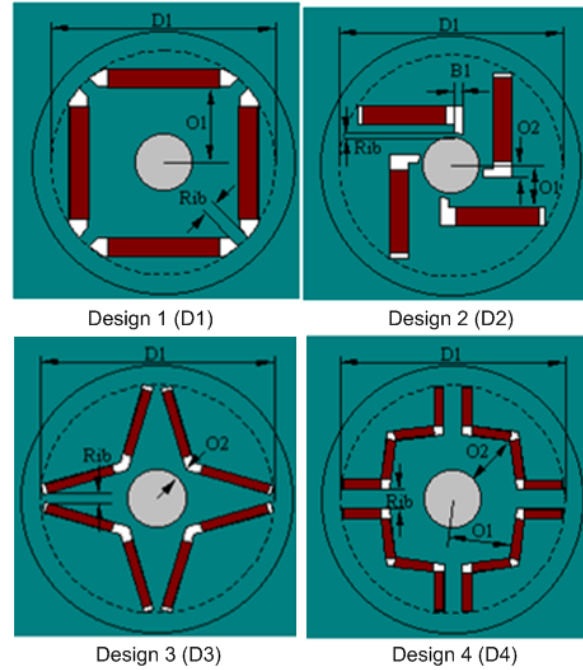 D1
O1
Rib
Design 1 (D1)
D1
B1
O2
Rib
O1
Design 2 (D2)
D1
Rib
O2
Design 3 (D3)
D1
O2
Rib
O1
Design 4 (D4)